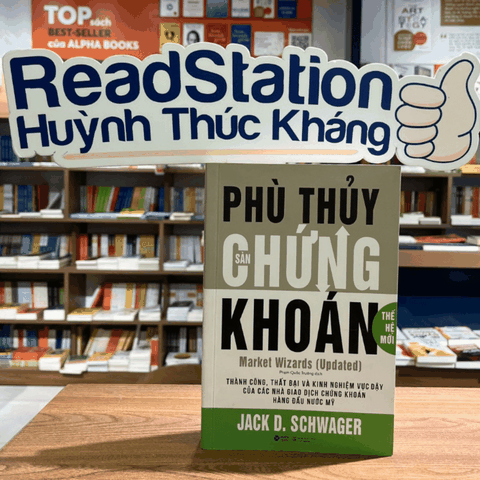 TOP sách
BEST-SELLER
của ALPHA BOOKS
ART
ReadStation
Huỳnh Thúc Kháng
PHÙ THỦY
SÀN
CHỨNG
KHOÁN
THẾ
HỆ
MỚI
Market Wizards (Updated)
THÀNH CÔNG, THẤT BẠI VÀ KINH NGHIỆM VỰC DẬY
CỦA CÁC NHÀ GIAO DỊCH CHỨNG KHOÁN
HÀNG ĐẦU NƯỚC MỸ
JACK D. SCHWAGER